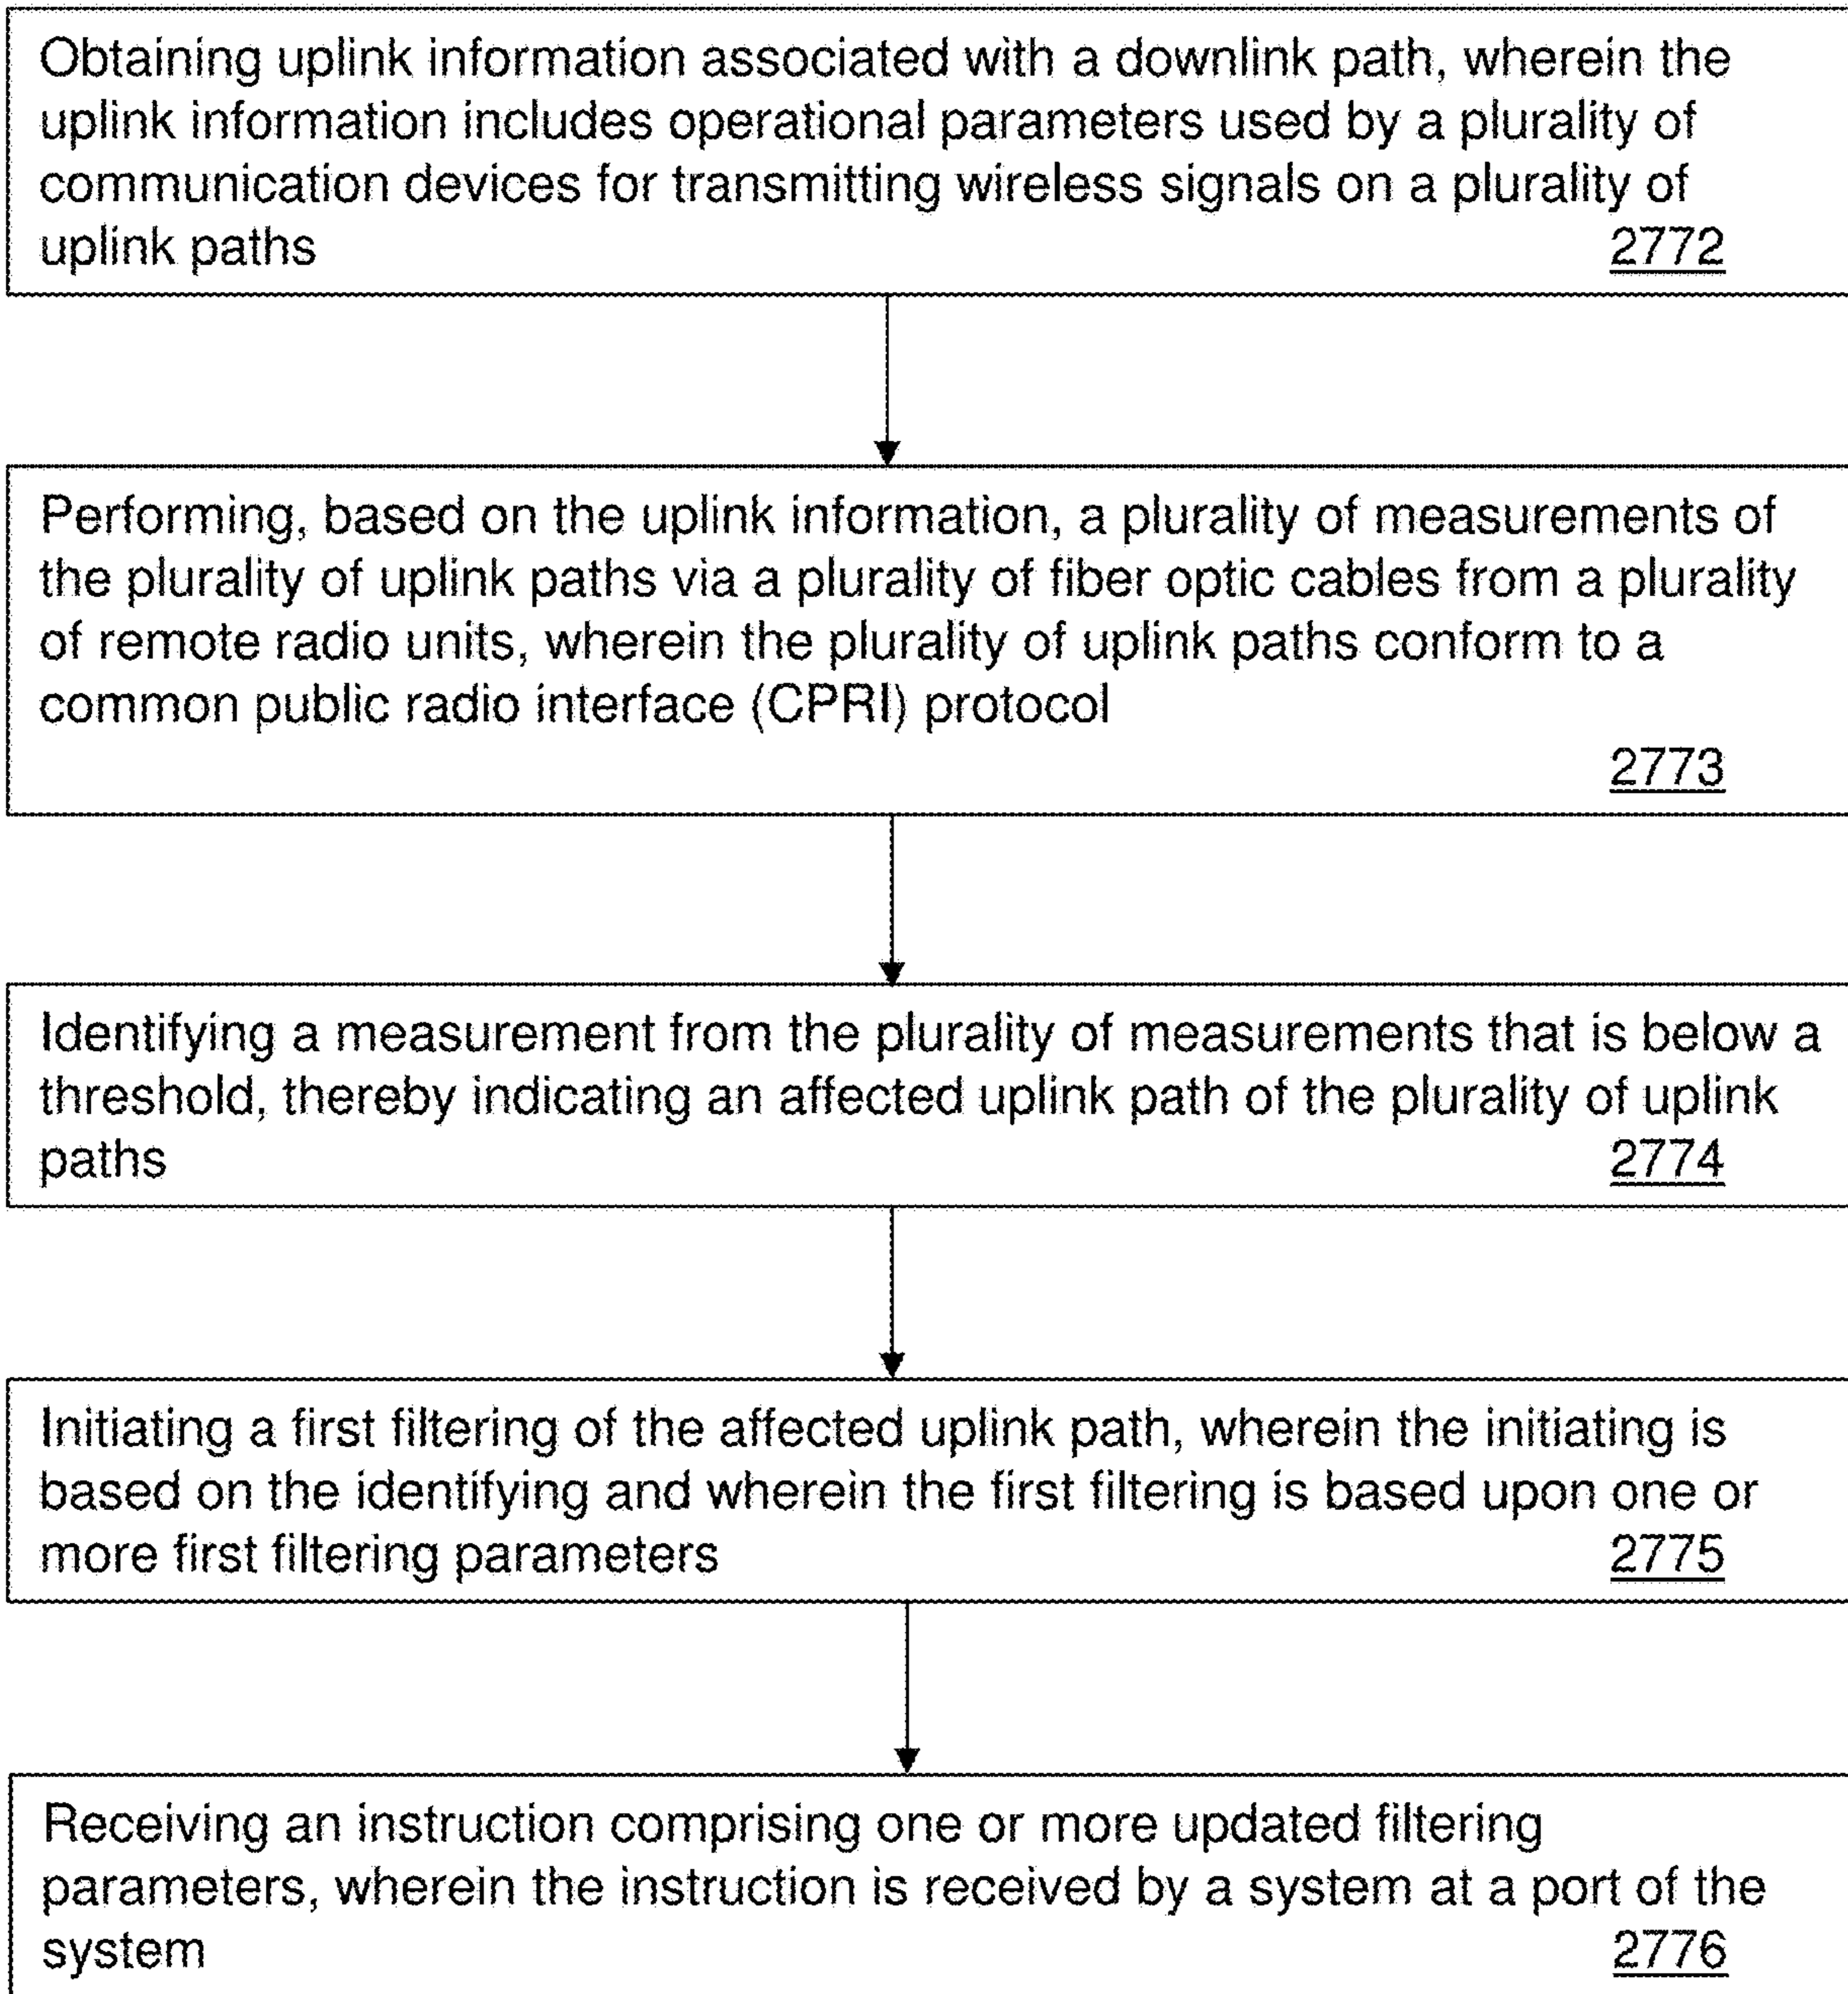 Obtaining uplink information associated with a downlink path, wherein the
uplink information includes operational parameters used by a plurality of
communication devices for transmitting wireless signals on a plurality of
uplink paths 2772
Performing, based on the uplink information, a plurality of measurements of
the plurality of uplink paths via a plurality of fiber optic cables from a plurality
of remote radio units, wherein the plurality of uplink paths conform to a
common public radio interface (CPRI) protocol
2773
Identifying a measurement from the plurality of measurements that is below a
threshold, thereby indicating an affected uplink path of the plurality of uplink
paths 2774
Initiating a first filtering of the affected uplink path, wherein the initiating is
based on the identifying and wherein the first filtering is based upon one or
more first filtering parameters 2775
Receiving an instruction comprising one or more updated filtering
parameters, wherein the instruction is received by a system at a port of the
system 2776